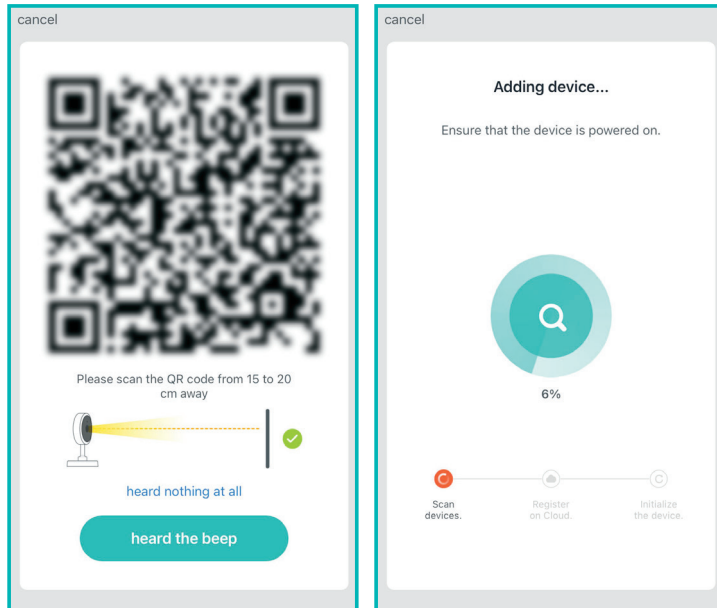 cancel
Please scan the QR code from 15 to 20
cm away
heard nothing at all
heard the beep
cancel
Adding device...
Ensure that the device is powered on.
6%
Scan
devices.
Register
on Cloud.
Initialize
the device.